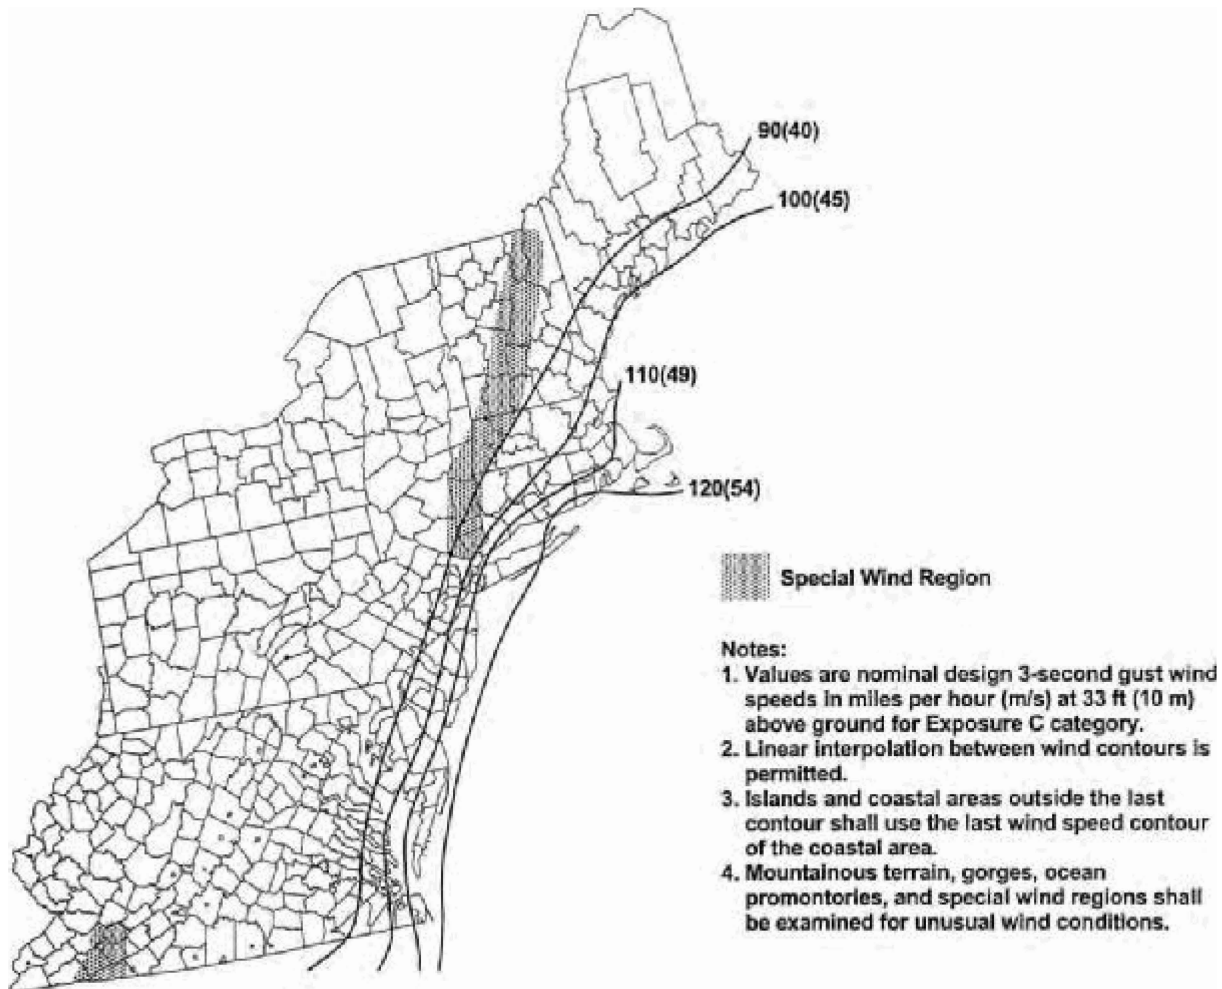 90(40)
100(45)
110(49)
120(54)
Special Wind Region
Notes:
1. Values are nominal design 3-second gust wind
speeds in miles per hour (m/s) at 33 ft (10 m)
above ground for Exposure C category.
2. Linear interpolation between wind contours is
permitted.
3. Islands and coastal areas outside the last
contour shall use the last wind speed contour
of the coastal area.
4. Mountainous terrain, gorges, ocean
promontories, and special wind regions shall
be examined for unusual wind conditions.